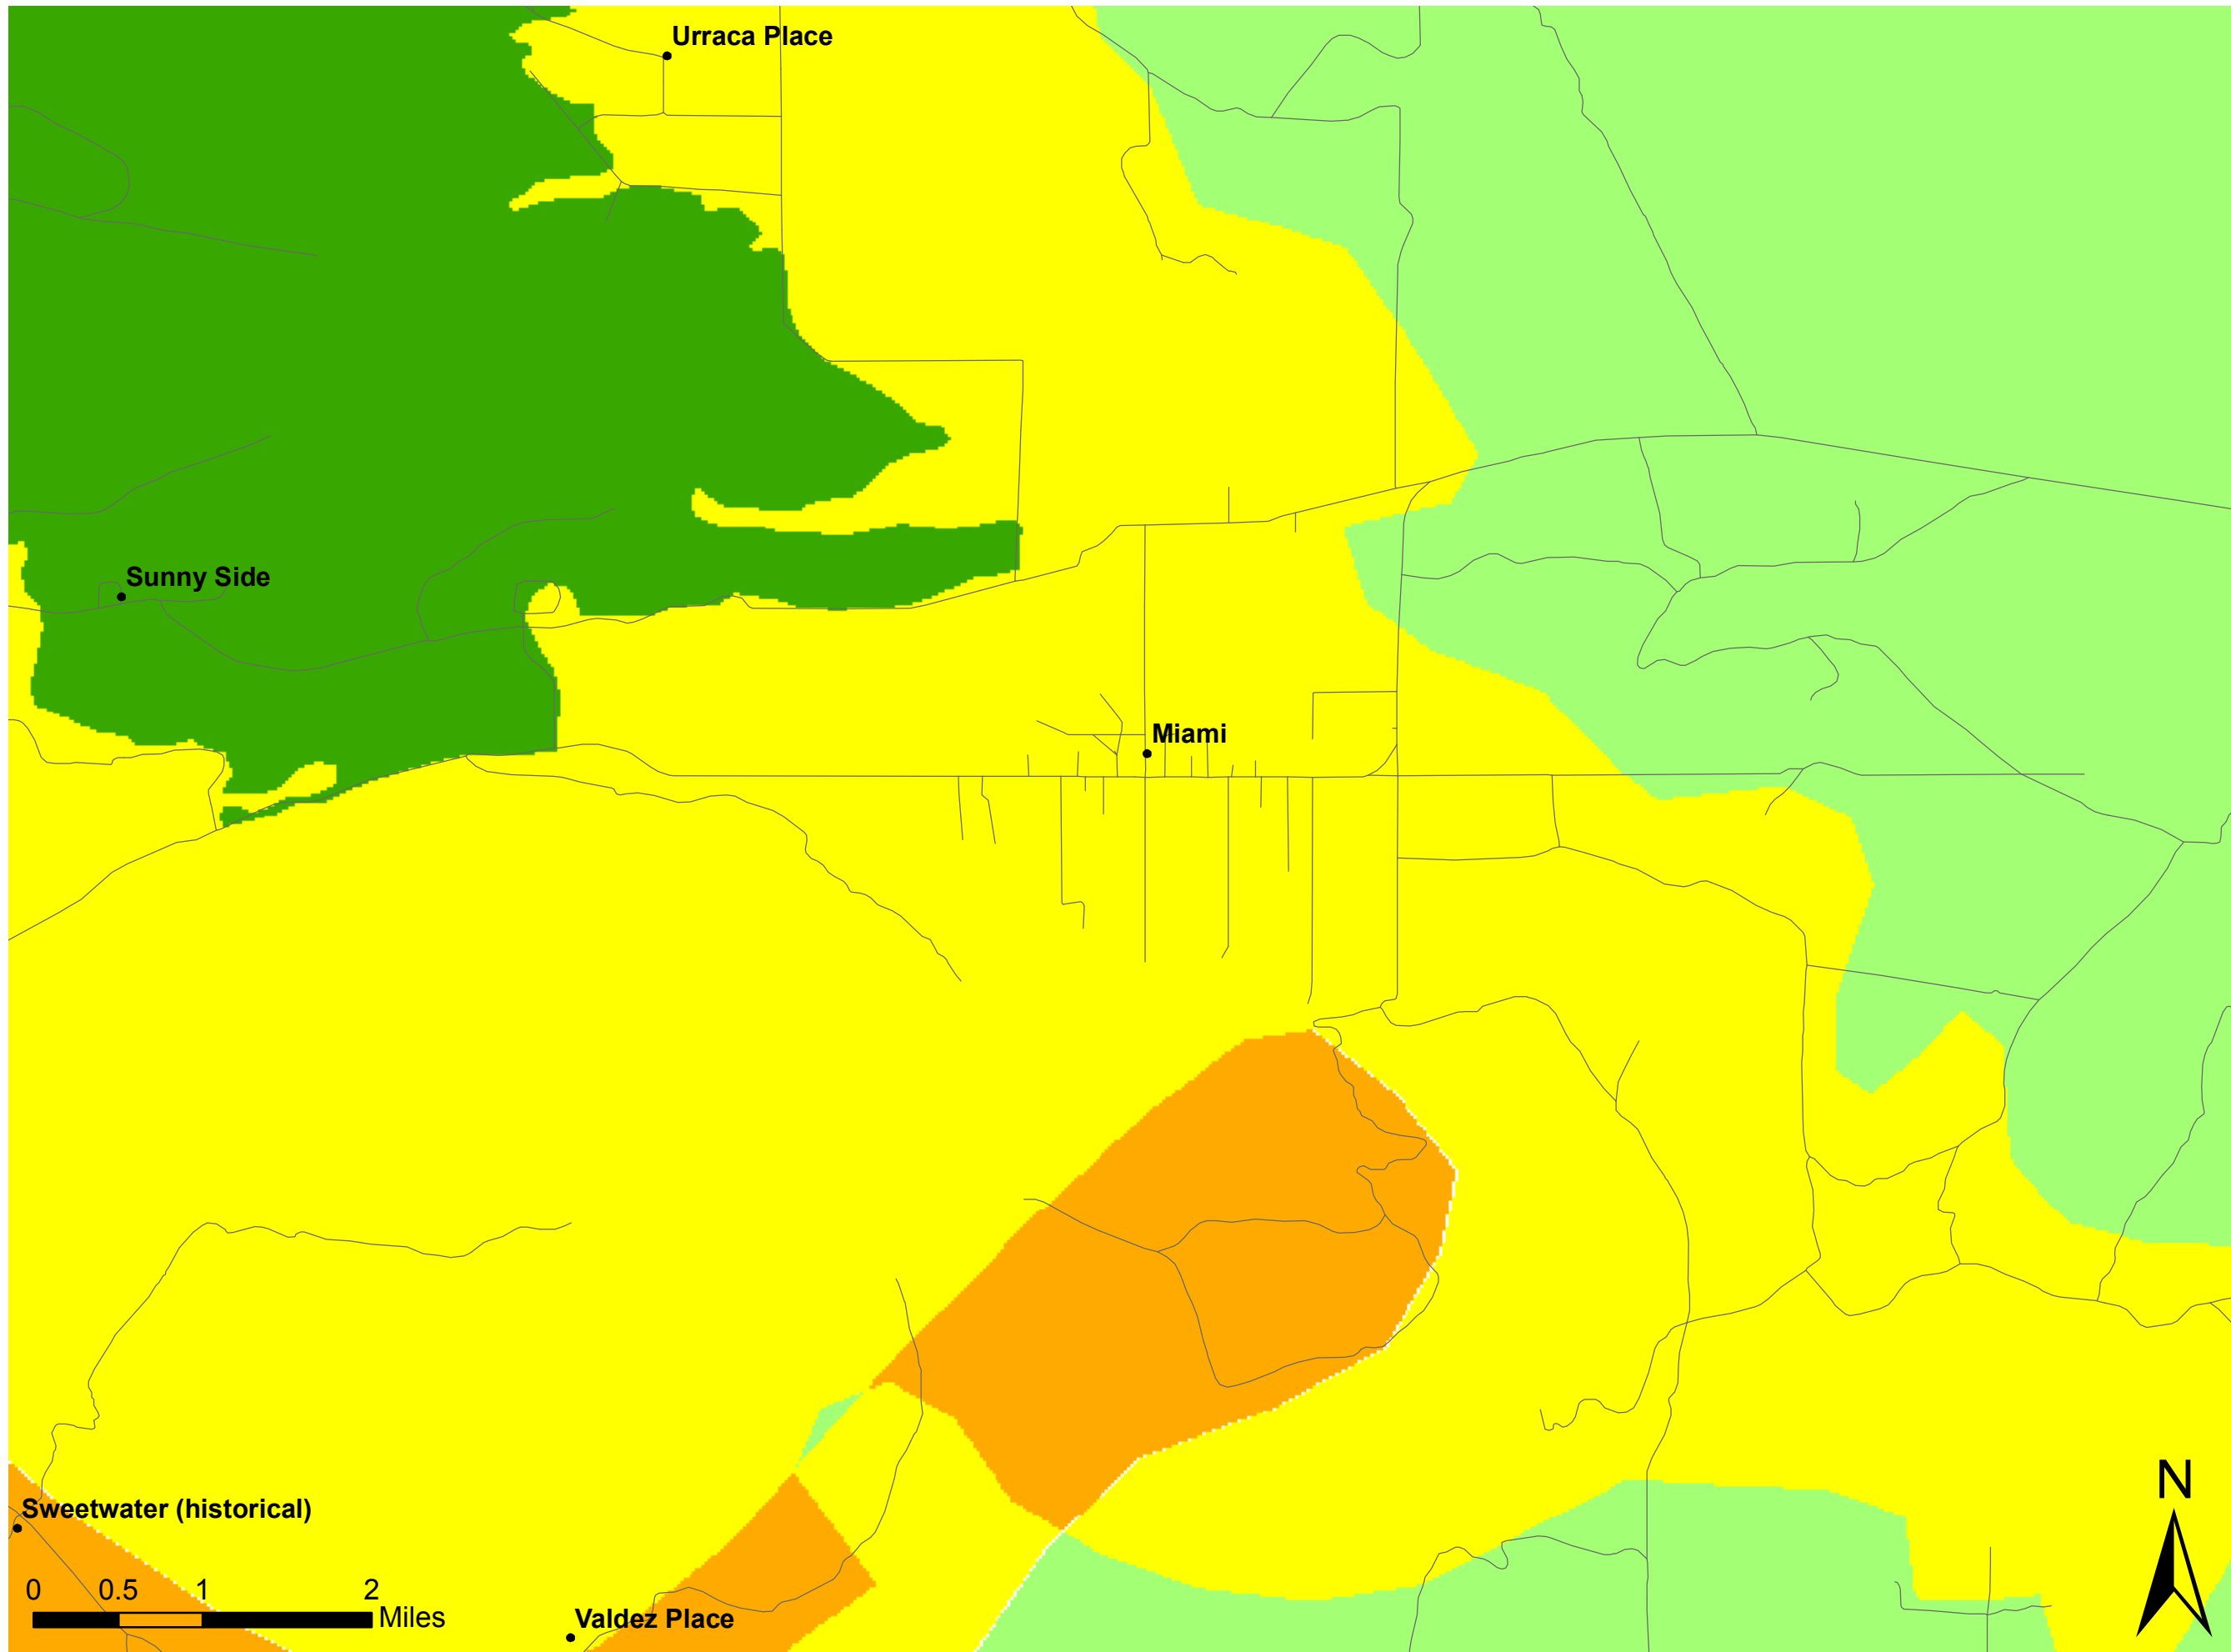 Urraca Place
Sunny Side
Miami
N
Sweetwater (historical)
0 0.5 1 2
Miles
Valdez Place